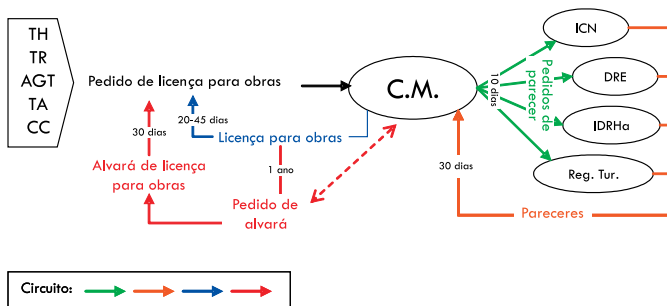 TH
TR
AGT
TA
CC
Pedido de licença para obras
C.M.
10 dias
Pedidos de
parecer
ICN
DRE
IDRHa
Reg. Tur.
20-45 dias
30 dias
Licença para obras
Alvará de licença
para obras
1 ano
30 dias
Pedido de
alvará
Pareceres
Circuito: